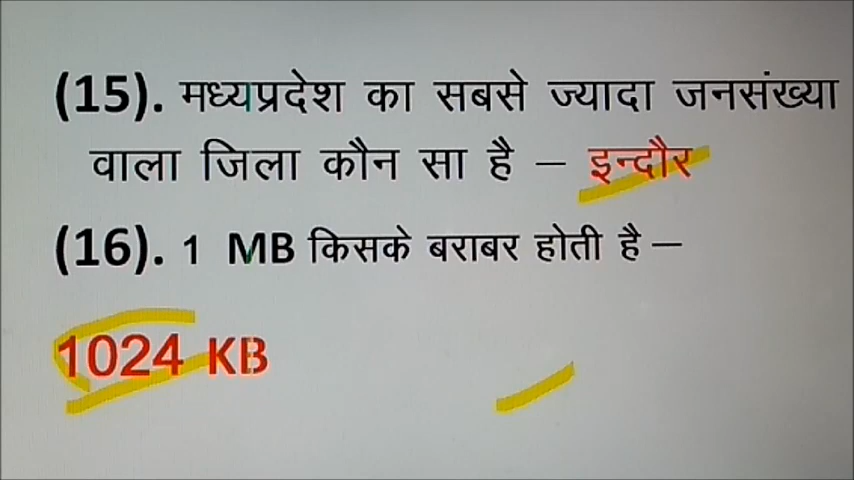 (15). मध्यप्रदेश का सबसे ज्यादा जनसंख्या
वाला जिला कौन सा है – इन्दौर
(16). 1 MB किसके बराबर होती है –
1024 KB